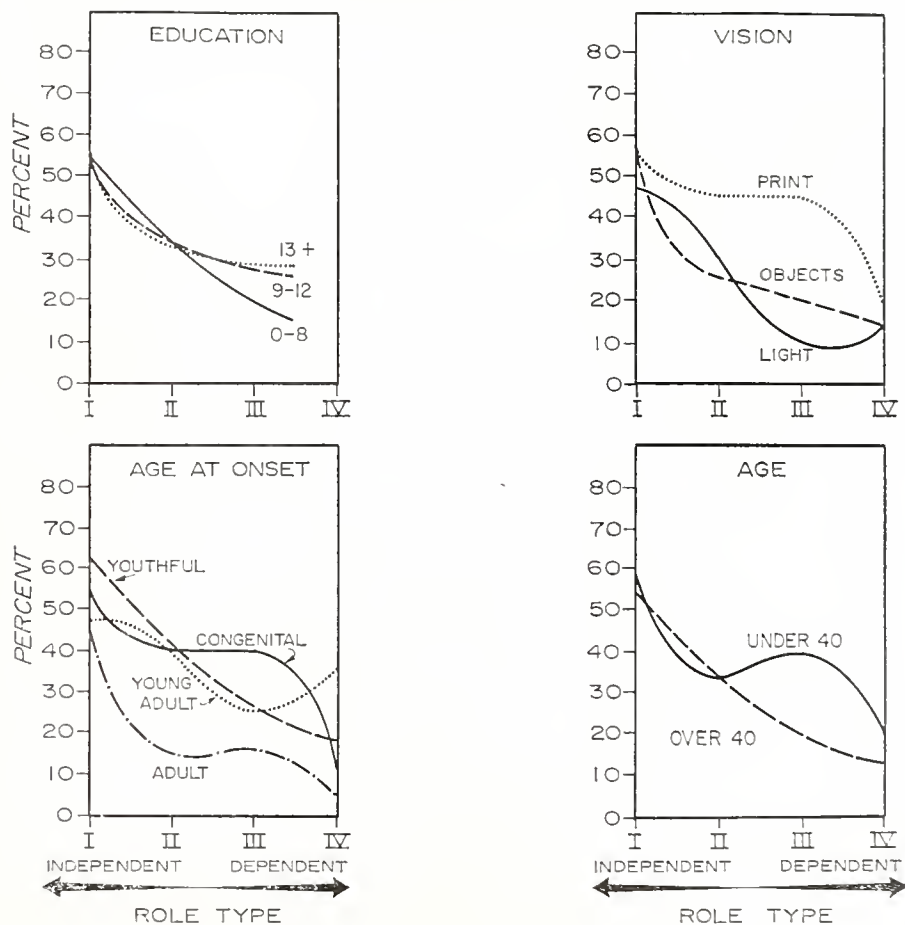 EDUCATION
PERCENT
80
70
60
50
40
30
20
10
0
13 +
9-12
0-8
I II III IV
VISION
80
70
60
50
40
30
20
10
0
PRINT
OBJECTS
LIGHT
I II III IV
AGE AT ONSET
PERCENT
80
70
60
50
40
30
20
10
0
YOUTHFUL
CONGENITAL
YOUNG
ADULT
ADULT
I II III IV
INDEPENDENT DEPENDENT
ROLE TYPE
AGE
80
70
60
50
40
30
20
10
0
UNDER 40
OVER 40
I II III IV
INDEPENDENT DEPENDENT
ROLE TYPE